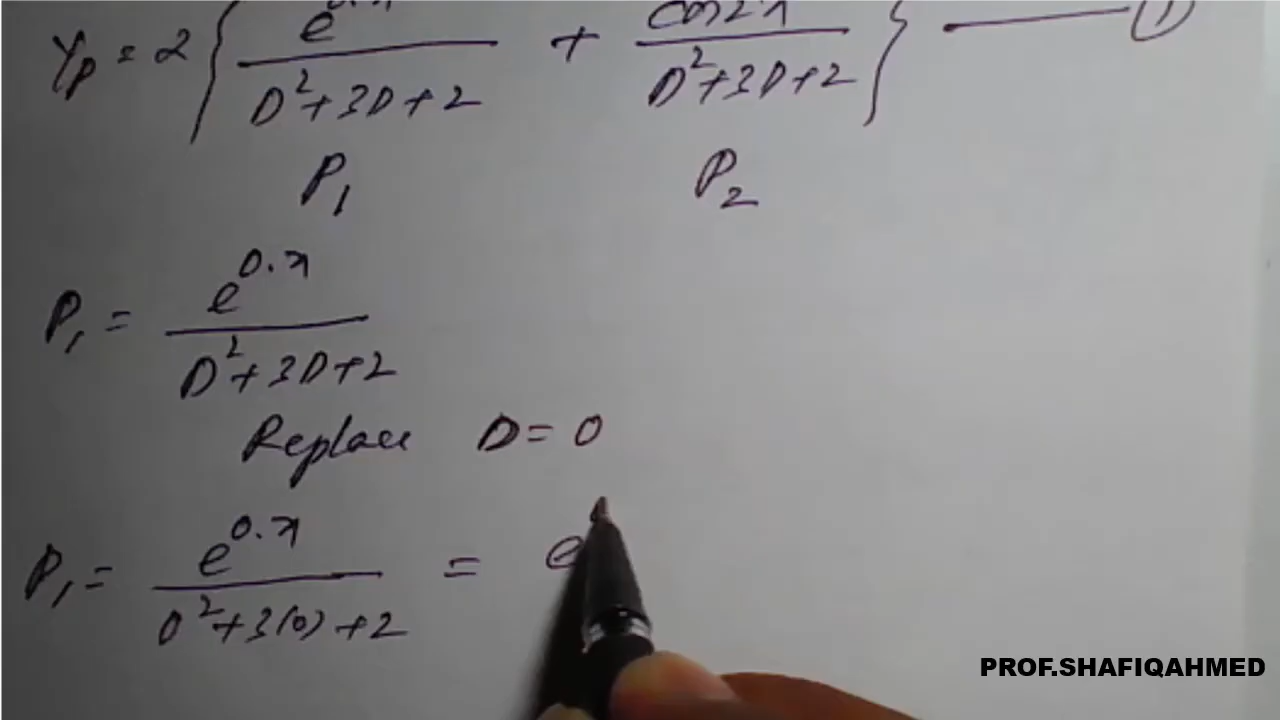 Yp = 2 { e^0.x / D²+3D+2 + cos2x / D²+3D+2 } ——— ①
P₁ P₂
P₁ = e^0.x / D²+3D+2
Replace D = 0
P₁ = e^0.x / 0²+3(0)+2 = e
PROF.SHAFIQAHMED